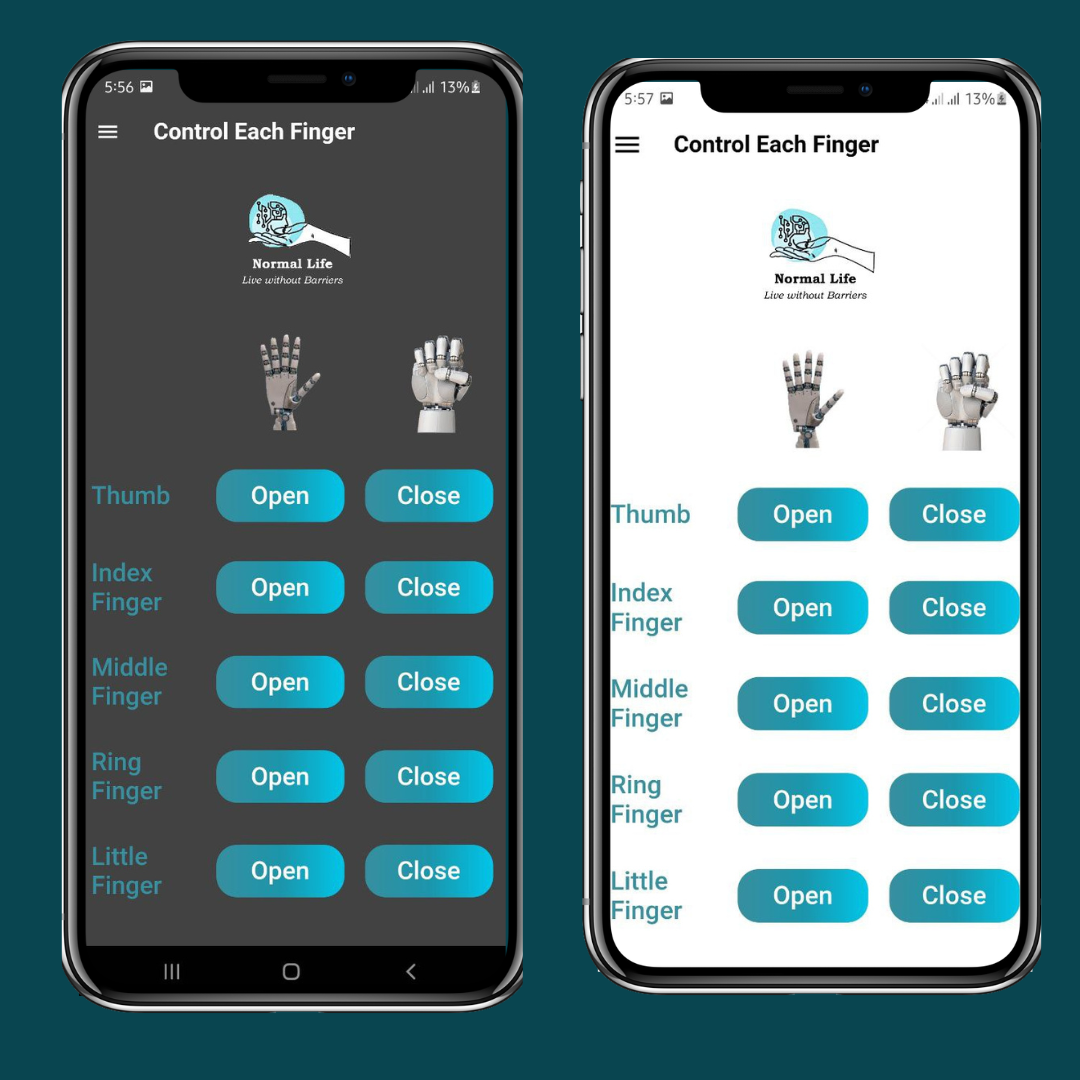 5:56 13%
Control Each Finger
Normal Life
Live without Barriers
Thumb Open Close
Index
Finger Open Close
Middle
Finger Open Close
Ring
Finger Open Close
Little
Finger Open Close
5:57 13%
Control Each Finger
Normal Life
Live without Barriers
Thumb Open Close
Index
Finger Open Close
Middle
Finger Open Close
Ring
Finger Open Close
Little
Finger Open Close